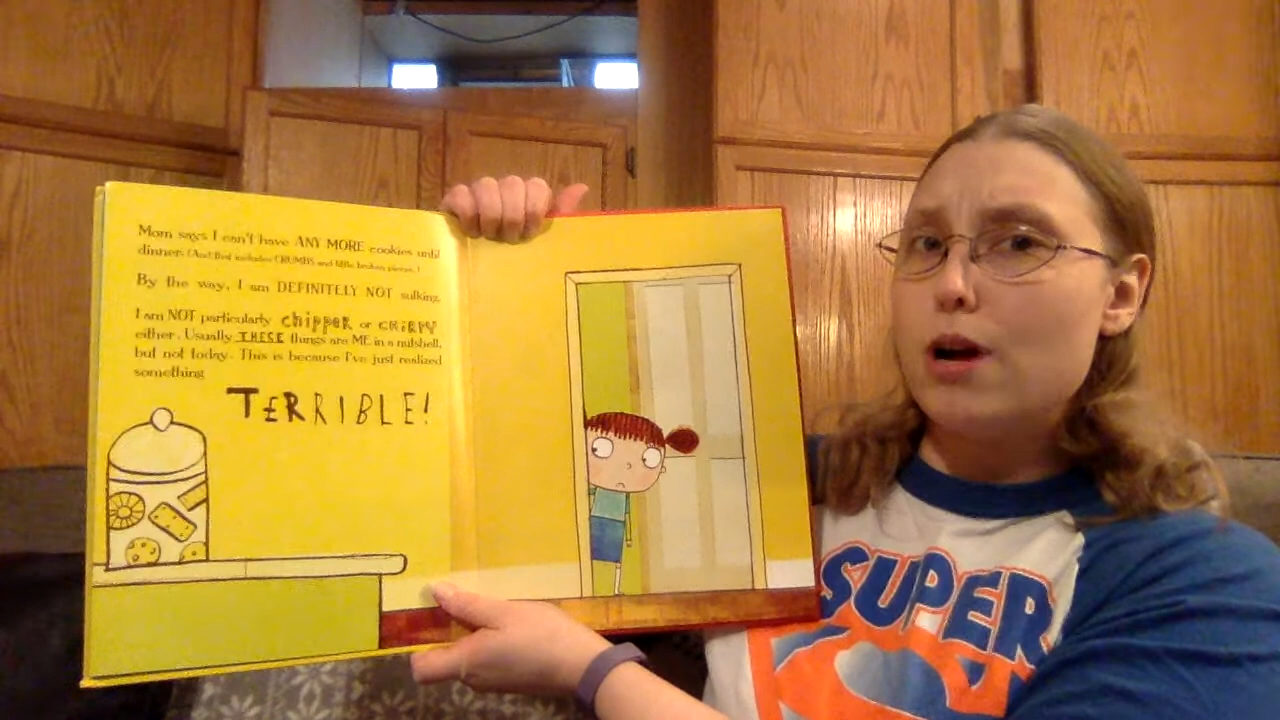 Mom says I can't have ANY MORE cookies until
dinner. (And that includes CRUMBS and little broken pieces.)
By the way, I am DEFINITELY NOT sulking.
I am NOT particularly chipper or chirpy
either. Usually THESE things are ME in a nutshell,
but not today. This is because I've just realized
something
TERRIBLE!
SUPER